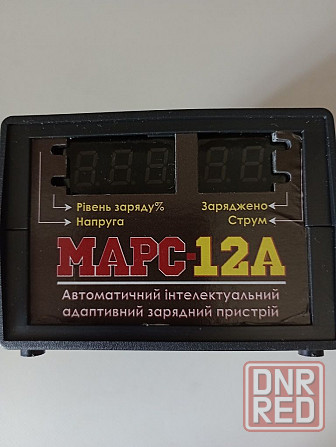 Рівень заряду% Заряджено
Напруга Струм
МАРС-12А
Автоматичний інтелектуальний
адаптивний зарядний пристрій
DNR
RED